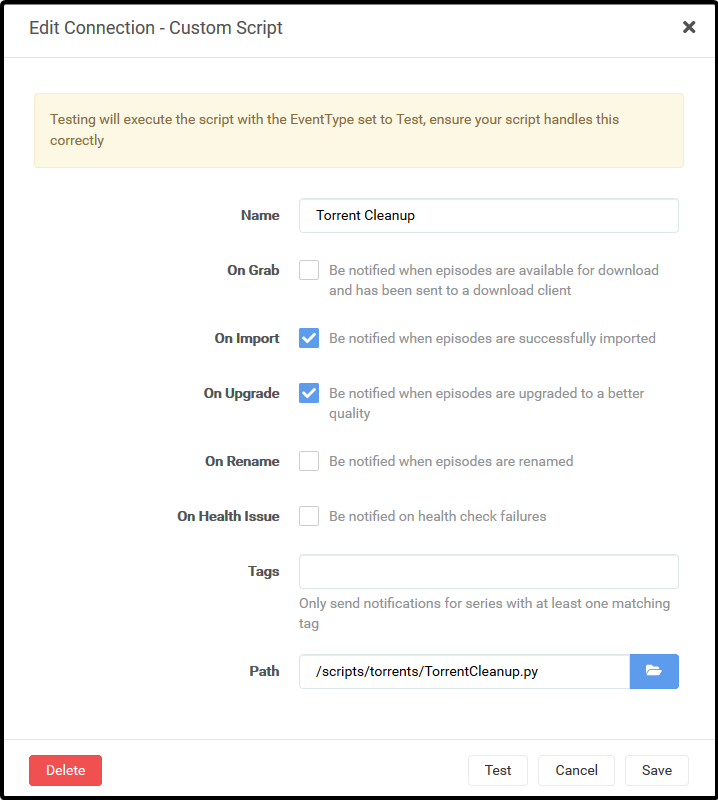 Edit Connection - Custom Script
Testing will execute the script with the EventType set to Test, ensure your script handles this
correctly
Name
Torrent Cleanup
On Grab
Be notified when episodes are available for download
and has been sent to a download client
On Import
Be notified when episodes are successfully imported
On Upgrade
Be notified when episodes are upgraded to a better
quality
On Rename
Be notified when episodes are renamed
On Health Issue
Be notified on health check failures
Tags
Only send notifications for series with at least one matching
tag
Path
/scripts/torrents/TorrentCleanup.py
Delete
Test
Cancel
Save